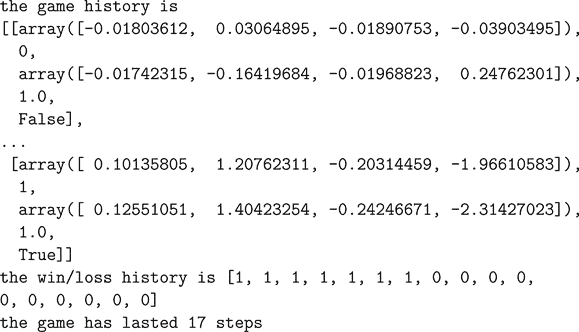 the game history is
[[array([-0.01803612,  0.03064895, -0.01890753, -0.03903495]),
  0,
  array([-0.01742315, -0.16419684, -0.01968823,  0.24762301]),
  1.0,
  False],
...
 [array([ 0.10135805,  1.20762311, -0.20314459, -1.96610583]),
  1,
  array([ 0.12551051,  1.40423254, -0.24246671, -2.31427023]),
  1.0,
  True]]
the win/loss history is [1, 1, 1, 1, 1, 1, 1, 0, 0, 0, 0,
0, 0, 0, 0, 0, 0]
the game has lasted 17 steps